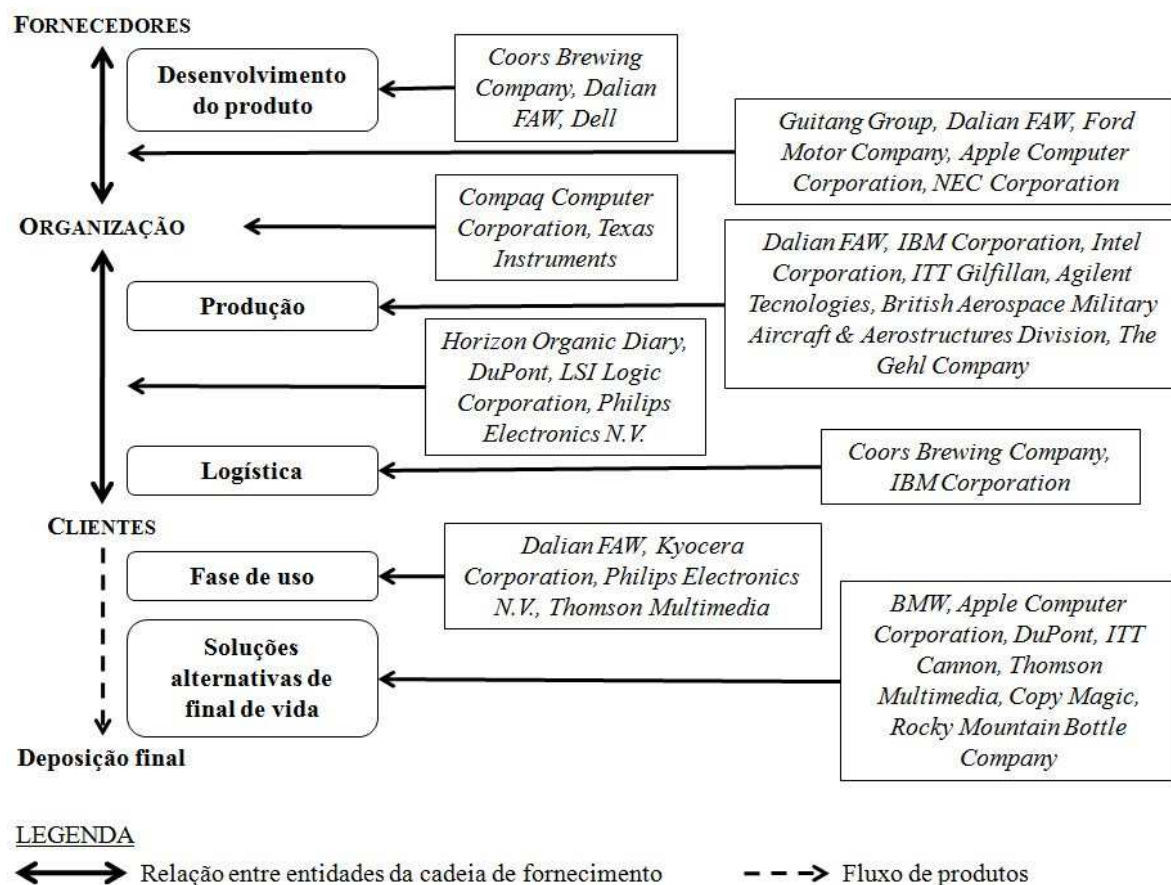 FORNECEDORES
Desenvolvimento
do produto
Coors Brewing
Company, Dalian
FAW, Dell
Guitang Group, Dalian FAW, Ford
Motor Company, Apple Computer
Corporation, NEC Corporation
ORGANIZAÇÃO
Compaq Computer
Corporation, Texas
Instruments
Produção
Dalian FAW, IBM Corporation, Intel
Corporation, ITT Gilfillan, Agilent
Tecnologies, British Aerospace Military
Aircraft & Aerostructures Division, The
Gehl Company
Horizon Organic Diary,
DuPont, LSI Logic
Corporation, Philips
Electronics N.V.
Logística
Coors Brewing Company,
IBM Corporation
CLIENTES
Fase de uso
Dalian FAW, Kyocera
Corporation, Philips Electronics
N.V., Thomson Multimedia
Soluções
alternativas de
final de vida
BMW, Apple Computer
Corporation, DuPont, ITT
Cannon, Thomson
Multimedia, Copy Magic,
Rocky Mountain Bottle
Company
Deposição final
LEGENDA
Relação entre entidades da cadeia de fornecimento
Fluxo de produtos